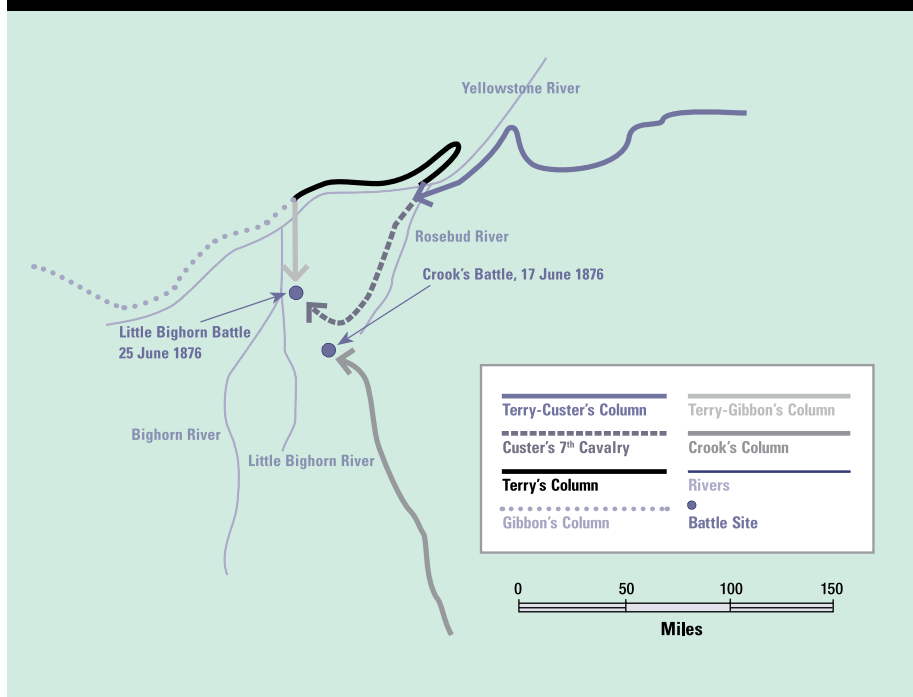 Yellowstone River
Rosebud River
Crook's Battle, 17 June 1876
Little Bighorn Battle
25 June 1876
Bighorn River
Little Bighorn River
Terry-Custer's Column
Terry-Gibbon's Column
Custer's 7th Cavalry
Crook's Column
Terry's Column
Rivers
Gibbon's Column
Battle Site
0 50 100 150
Miles